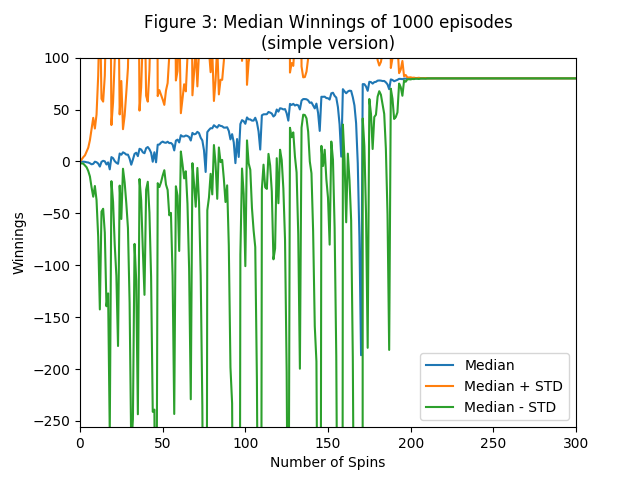 Figure 3: Median Winnings of 1000 episodes
(simple version)
Winnings
100
50
0
−50
−100
−150
−200
−250
0 50 100 150 200 250 300
Number of Spins
Median
Median + STD
Median - STD